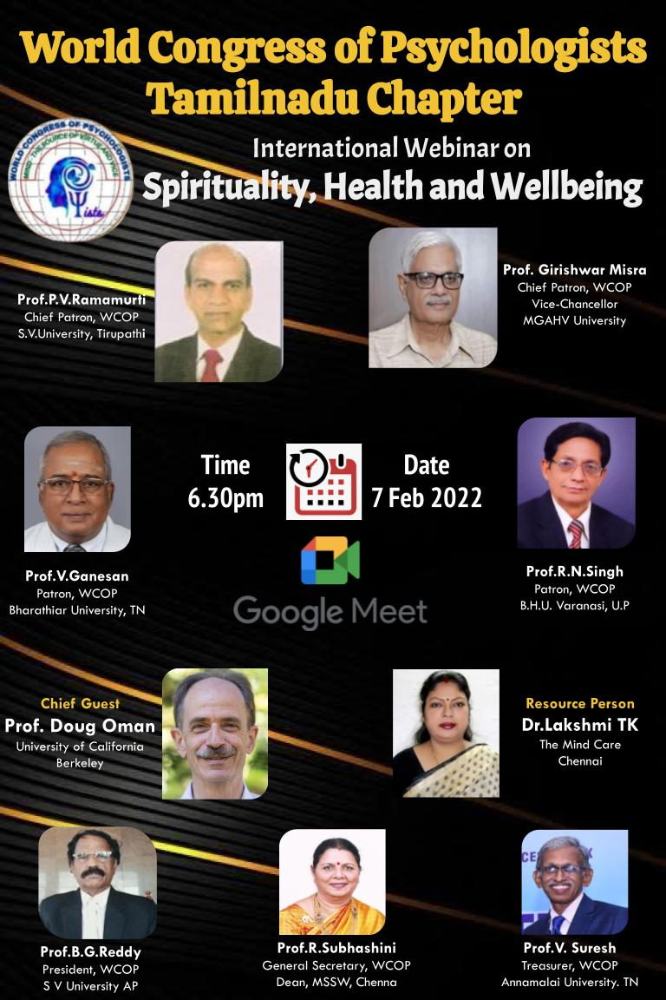 World Congress of Psychologists
Tamilnadu Chapter
WORLD CONGRESS OF PSYCHOLOGISTS
MIND-THE SOURCE OF VIRTUE AND VICE
ists
International Webinar on
Spirituality, Health and Wellbeing
Prof.P.V.Ramamurti
Chief Patron, WCOP
S.V.University, Tirupathi
Prof. Girishwar Misra
Chief Patron, WCOP
Vice-Chancellor
MGAHV University
Time
6.30pm
Date
7 Feb 2022
Prof.V.Ganesan
Patron, WCOP
Bharathiar University, TN
Google Meet
Prof.R.N.Singh
Patron, WCOP
B.H.U. Varanasi, U.P
Chief Guest
Prof. Doug Oman
University of California
Berkeley
Resource Person
Dr.Lakshmi TK
The Mind Care
Chennai
Prof.B.G.Reddy
President, WCOP
S V University AP
Prof.R.Subhashini
General Secretary, WCOP
Dean, MSSW, Chenna
Prof.V. Suresh
Treasurer, WCOP
Annamalai University. TN